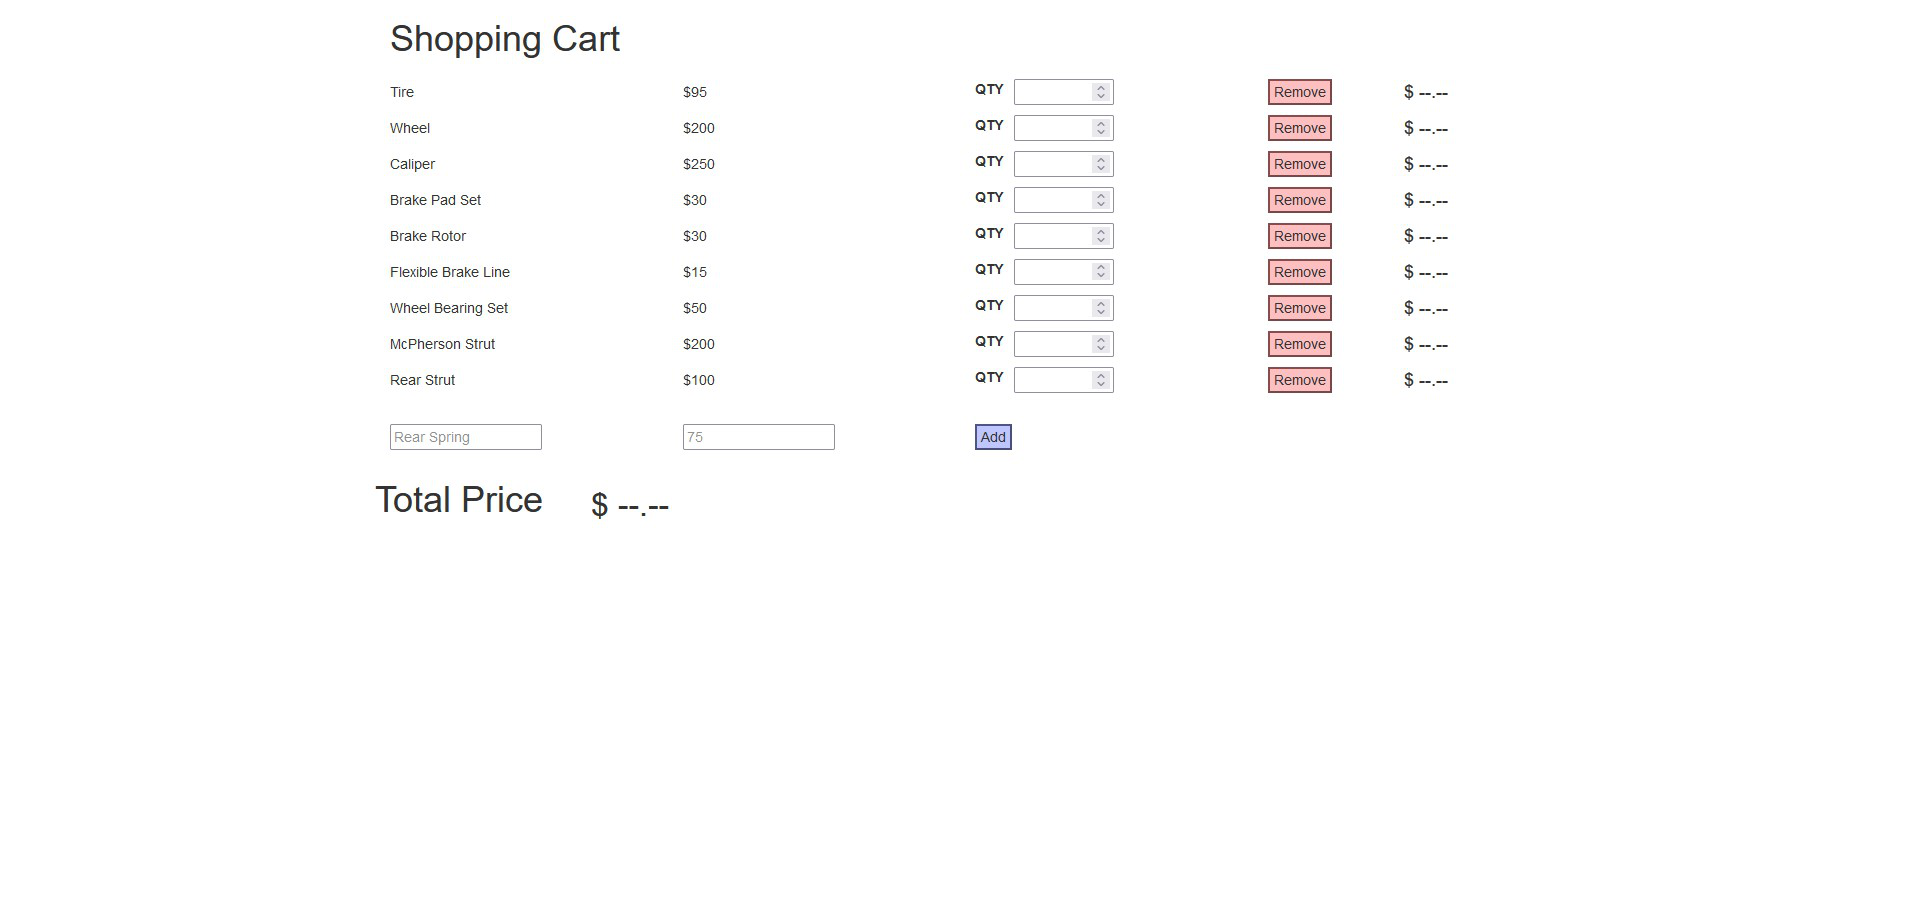 Shopping Cart
Tire $95 QTY Remove $ --.--
Wheel $200 QTY Remove $ --.--
Caliper $250 QTY Remove $ --.--
Brake Pad Set $30 QTY Remove $ --.--
Brake Rotor $30 QTY Remove $ --.--
Flexible Brake Line $15 QTY Remove $ --.--
Wheel Bearing Set $50 QTY Remove $ --.--
McPherson Strut $200 QTY Remove $ --.--
Rear Strut $100 QTY Remove $ --.--
Rear Spring 75 Add
Total Price $ --.--